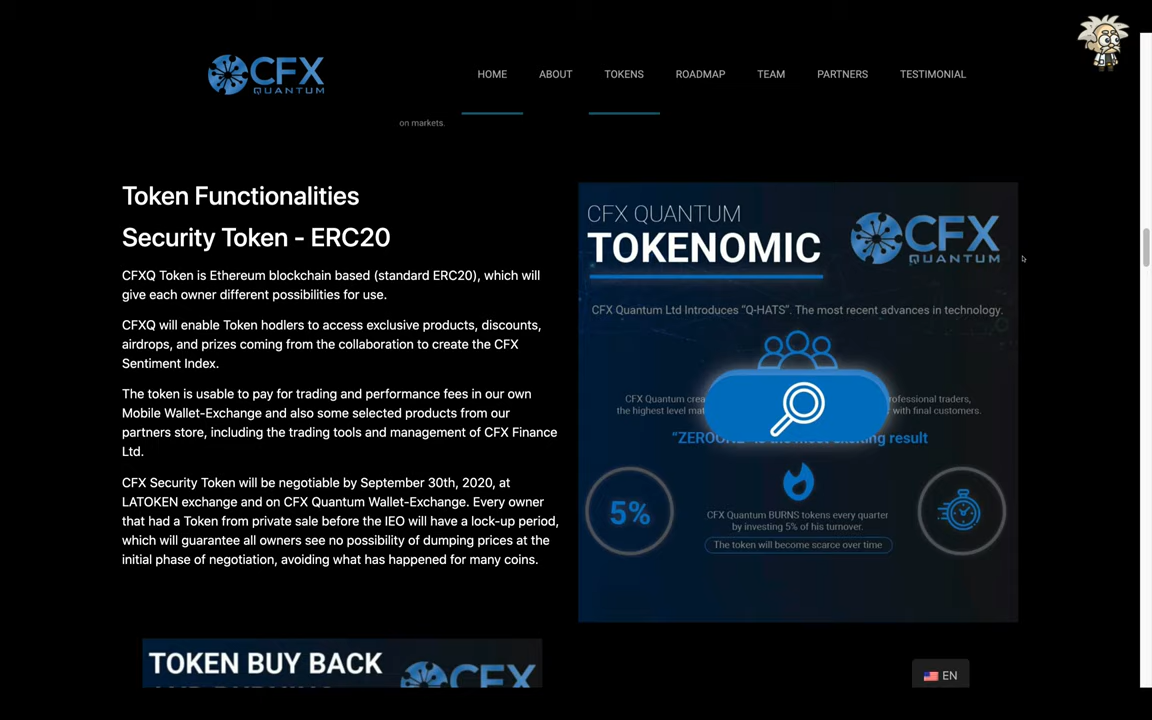 CFX
QUANTUM
HOME ABOUT TOKENS ROADMAP TEAM PARTNERS TESTIMONIAL
on markets.
Token Functionalities
Security Token - ERC20
CFXQ Token is Ethereum blockchain based (standard ERC20), which will
give each owner different possibilities for use.
CFXQ will enable Token hodlers to access exclusive products, discounts,
airdrops, and prizes coming from the collaboration to create the CFX
Sentiment Index.
The token is usable to pay for trading and performance fees in our own
Mobile Wallet-Exchange and also some selected products from our
partners store, including the trading tools and management of CFX Finance
Ltd.
CFX Security Token will be negotiable by September 30th, 2020, at
LATOKEN exchange and on CFX Quantum Wallet-Exchange. Every owner
that had a Token from private sale before the IEO will have a lock-up period,
which will guarantee all owners see no possibility of dumping prices at the
initial phase of negotiation, avoiding what has happened for many coins.
CFX QUANTUM
TOKENOMIC
CFX
QUANTUM
CFX Quantum Ltd Introduces “Q-HATS”. The most recent advances in technology.
CFX Quantum
the highest level
with final customers.
exciting result
5%
CFX Quantum BURNS tokens every quarter
by investing 5% of his turnover.
The token will become scarce over time
TOKEN BUY BACK
CFX
EN